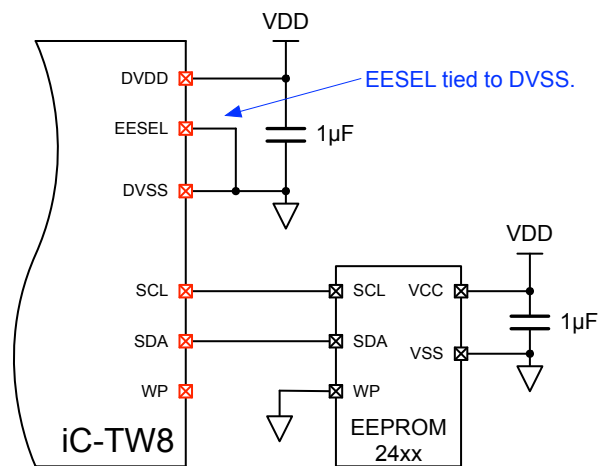 VDD
DVDD
EESEL tied to DVSS.
EESEL
1µF
DVSS
VDD
SCL
SCL
VCC
SDA
SDA
1µF
VSS
WP
WP
iC-TW8
EEPROM
24xx